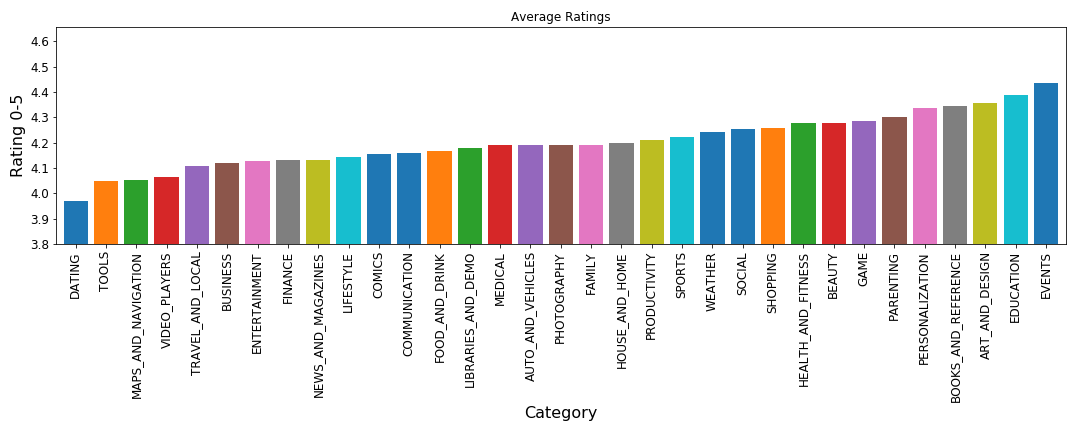 Average Ratings
Rating 0-5
4.6
4.5
4.4
4.3
4.2
4.1
4.0
3.9
3.8
DATING
TOOLS
MAPS_AND_NAVIGATION
VIDEO_PLAYERS
TRAVEL_AND_LOCAL
BUSINESS
ENTERTAINMENT
FINANCE
NEWS_AND_MAGAZINES
LIFESTYLE
COMICS
COMMUNICATION
FOOD_AND_DRINK
LIBRARIES_AND_DEMO
MEDICAL
AUTO_AND_VEHICLES
PHOTOGRAPHY
FAMILY
HOUSE_AND_HOME
PRODUCTIVITY
SPORTS
WEATHER
SOCIAL
SHOPPING
HEALTH_AND_FITNESS
BEAUTY
GAME
PARENTING
PERSONALIZATION
BOOKS_AND_REFERENCE
ART_AND_DESIGN
EDUCATION
EVENTS
Category